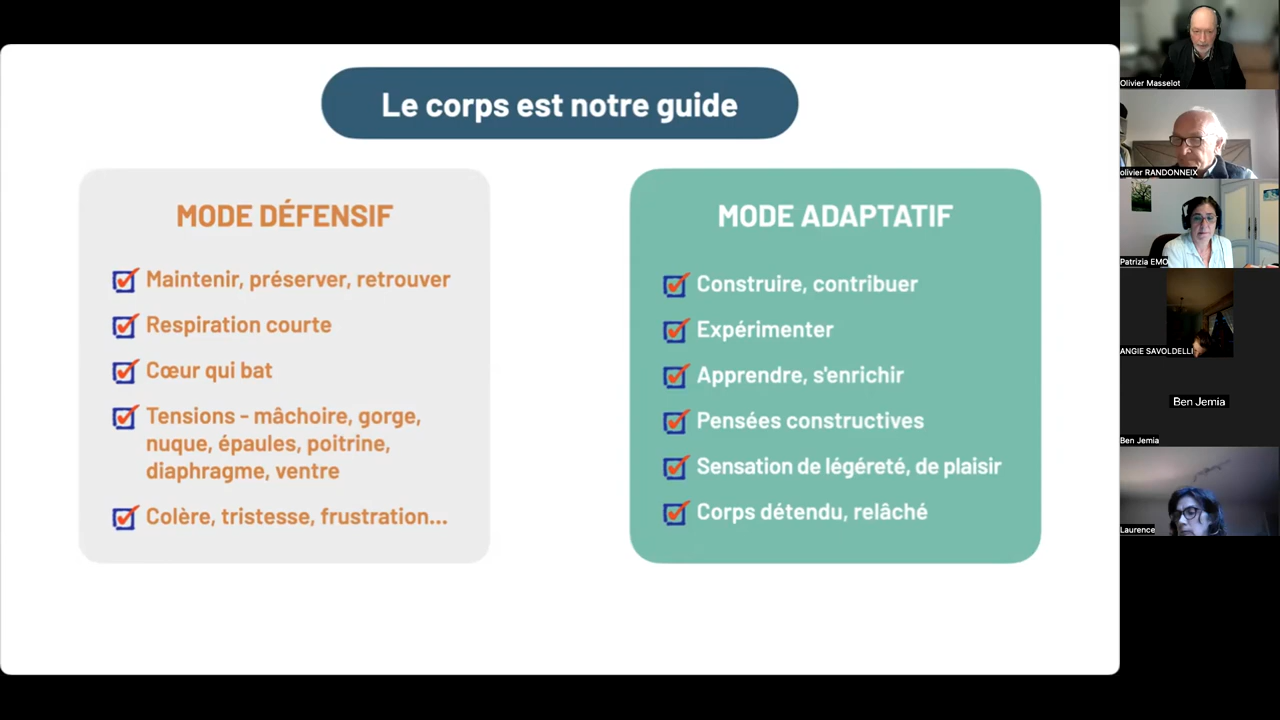 Le corps est notre guide
MODE DÉFENSIF
Maintenir, préserver, retrouver
Respiration courte
Cœur qui bat
Tensions - mâchoire, gorge,
nuque, épaules, poitrine,
diaphragme, ventre
Colère, tristesse, frustration...
MODE ADAPTATIF
Construire, contribuer
Expérimenter
Apprendre, s'enrichir
Pensées constructives
Sensation de légéreté, de plaisir
Corps détendu, relâché
Olivier Masselot
olivier RANDONNEIX
Patrizia EMO
ANGIE SAVOLDELLI
Ben Jemia
Ben Jemia
Laurence